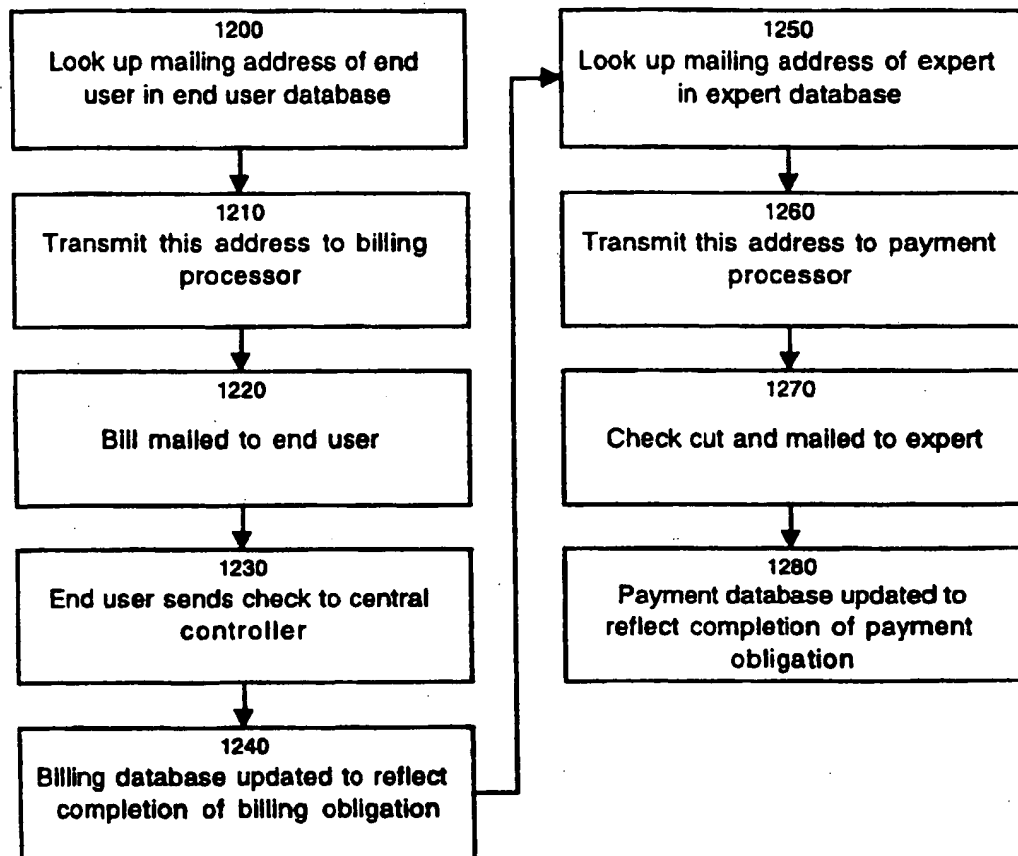 1200
Look up mailing address of end
user in end user database
1210
Transmit this address to billing
processor
1220
Bill mailed to end user
1230
End user sends check to central
controller
1240
Billing database updated to reflect
completion of billing obligation
1250
Look up mailing address of expert
in expert database
1260
Transmit this address to payment
processor
1270
Check cut and mailed to expert
1280
Payment database updated to
reflect completion of payment
obligation